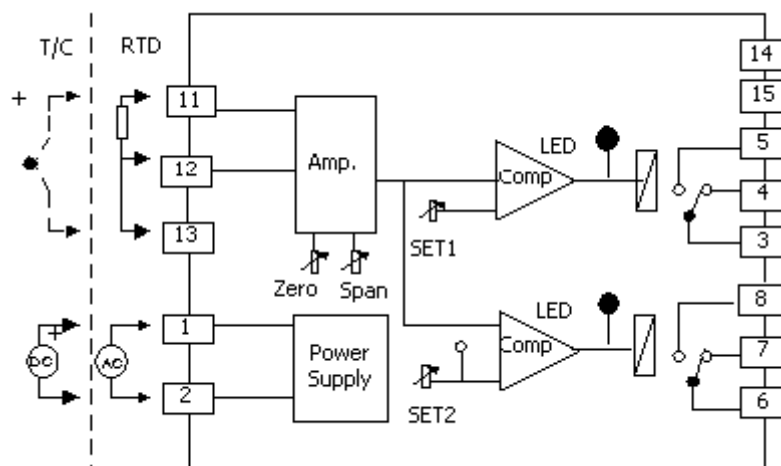 T/C
RTD
+
11
12
13
Amp.
Zero
Span
LED
Comp
SET1
14
15
5
4
3
1
2
+
DC
AC
Power
Supply
LED
Comp
SET2
8
7
6